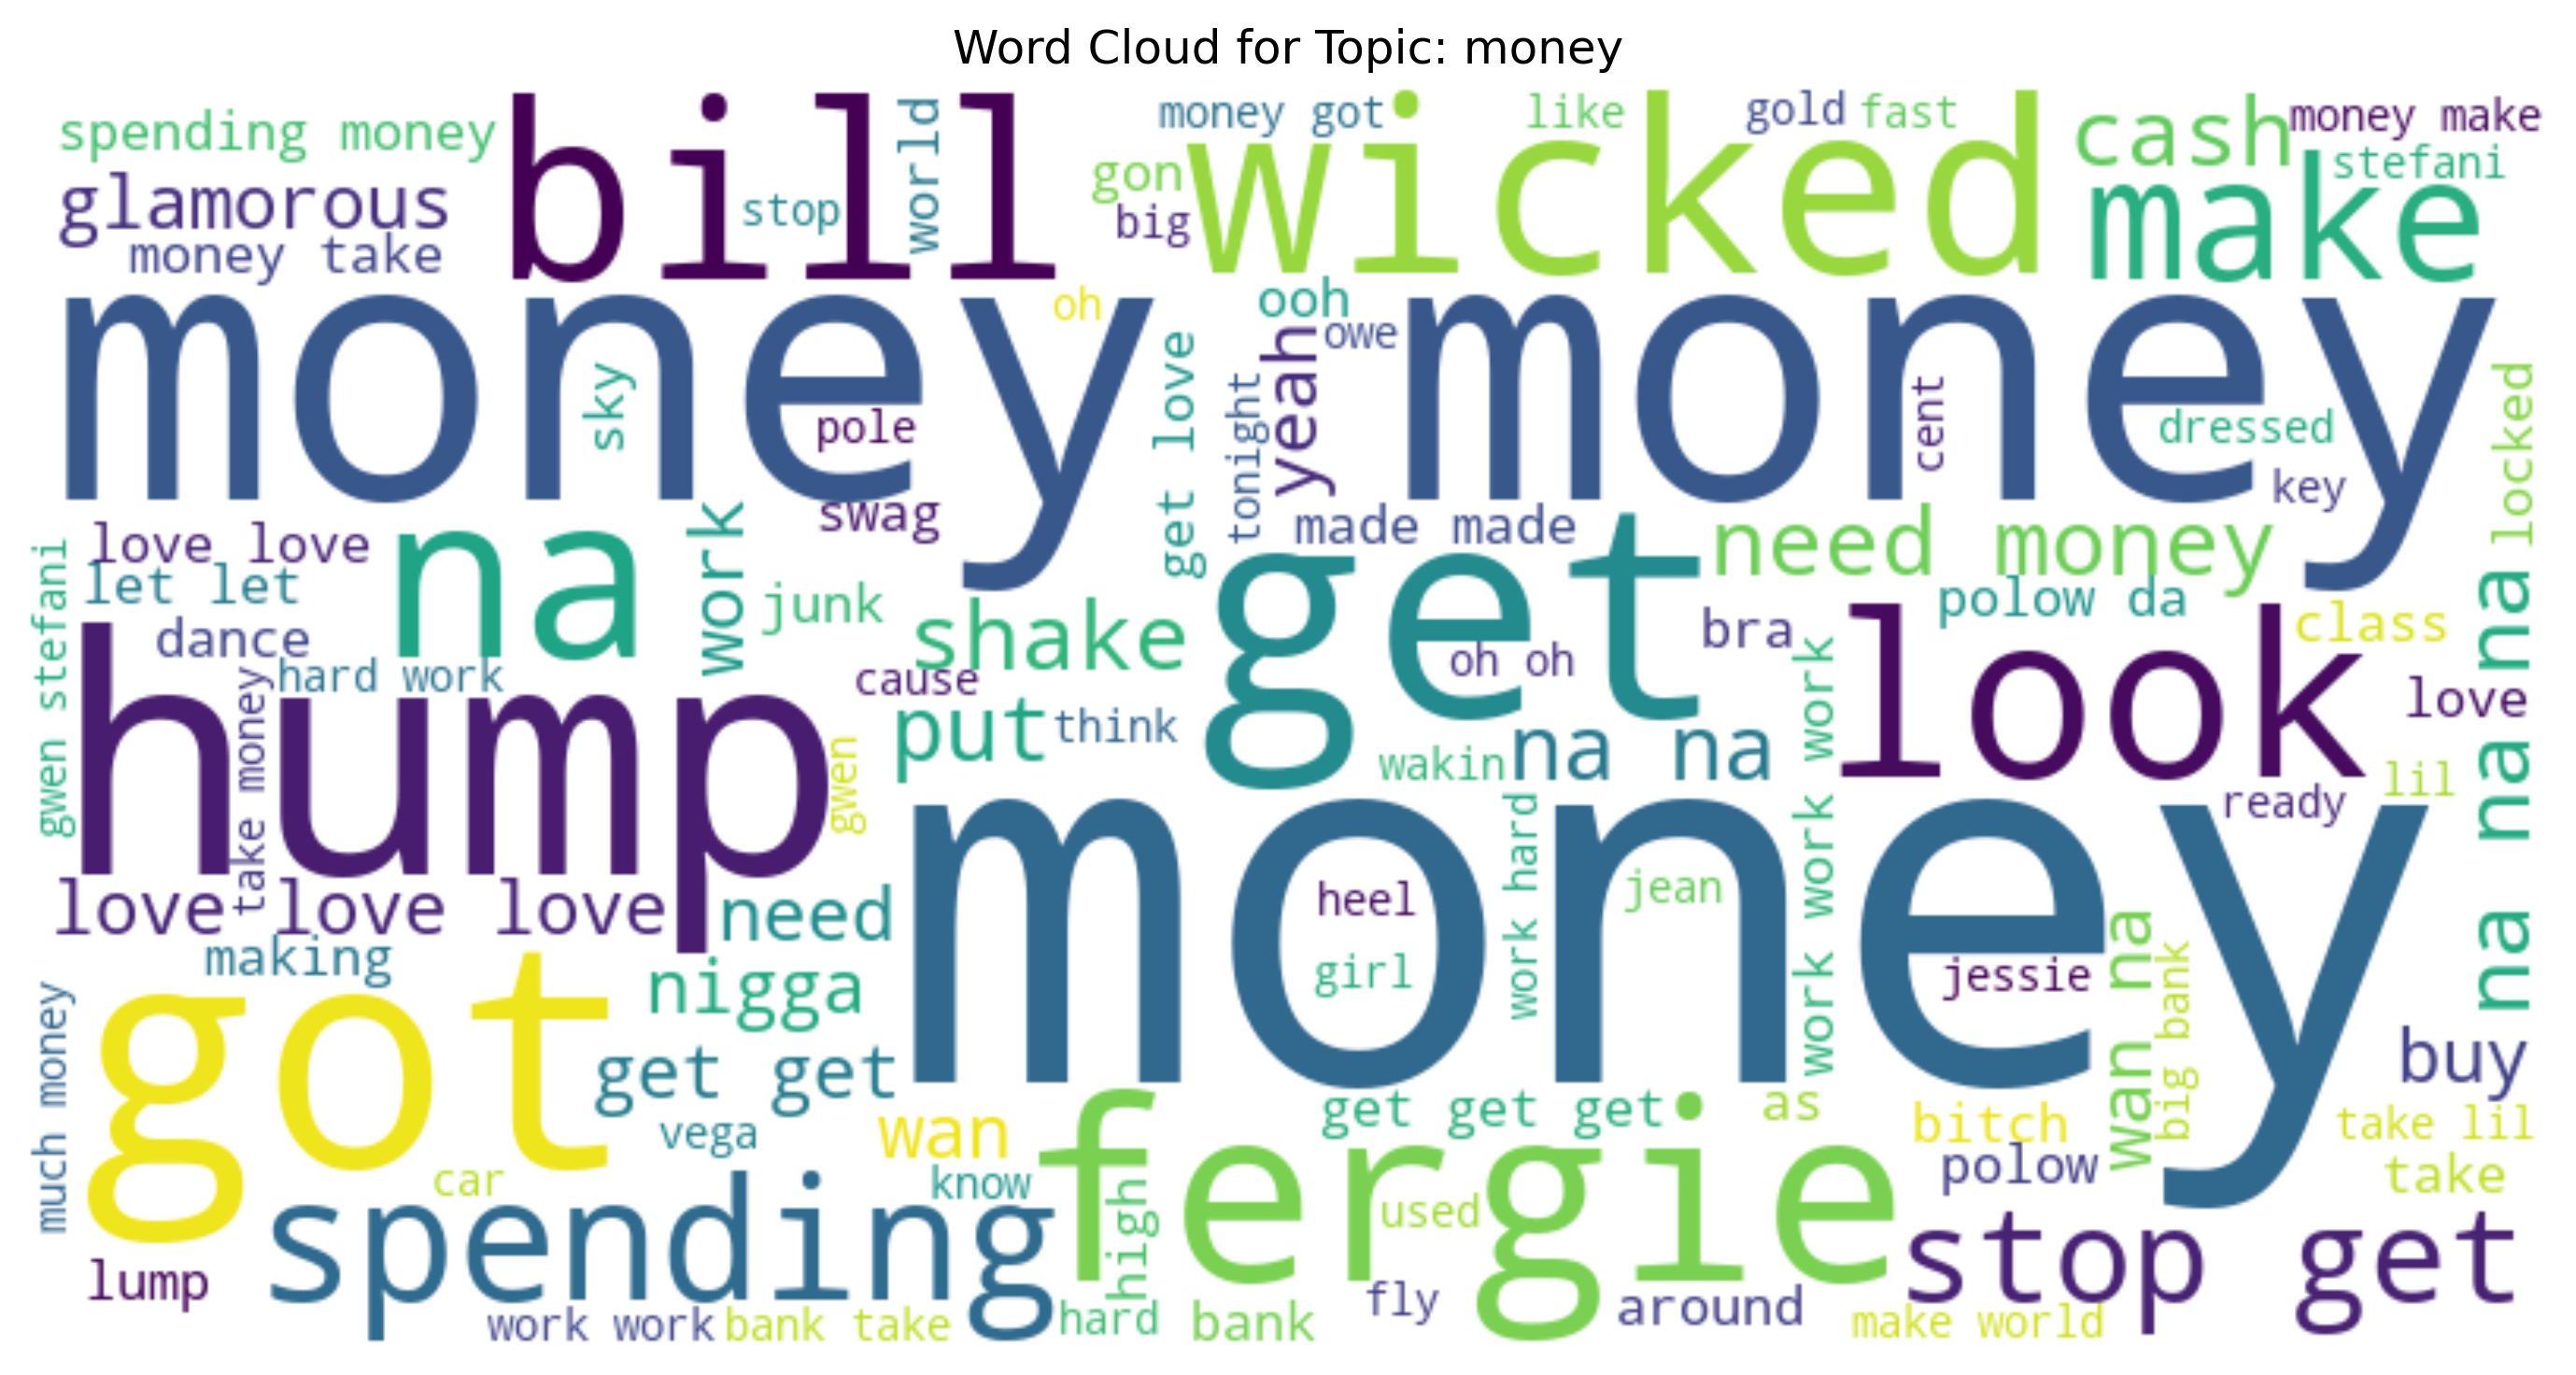 Word Cloud for Topic: money
spending money
bill
world
money got
like
gold
fast
cash
money make
glamorous
stop
gon
wicked
stefani
money take
big
make
money
oh
ooh
owe
money
sky
pole
get love
tonight
yeah
cent
dressed
key
locked
swag
made made
need money
gwen stefani
love love
na
work
let let
junk
shake
get
polow da
class
dance
bra
look
na na na na
hard work
cause
oh oh
hump
take money
put
think
work work work work
love
gwen
wakin
na na
lil
ready
money
love love love
need
heel
work hard
jean
making
girl
jessie
wan na
big bank
got
nigga
much money
get get
buy
vega
wan
fergie
get get get
as
bitch
take lil
car
know
polow
take
spending
high
used
stop get
lump
work work
bank take
hard
bank
fly
around
make world